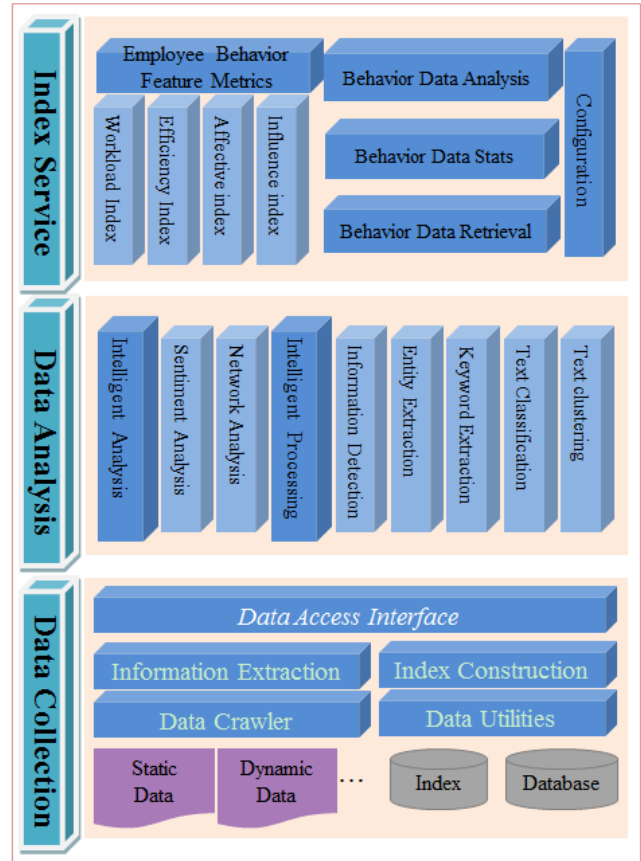 Index Service
Employee Behavior
Feature Metrics
Workload Index
Efficiency Index
Affective index
Influence index
Behavior Data Analysis
Behavior Data Stats
Behavior Data Retrieval
Configuration
Data Analysis
Intelligent Analysis
Sentiment Analysis
Network Analysis
Intelligent Processing
Information Detection
Entity Extraction
Keyword Extraction
Text Classification
Text clustering
Data Collection
Data Access Interface
Information Extraction
Index Construction
Data Crawler
Data Utilities
Static
Data
Dynamic
Data
...
Index
Database